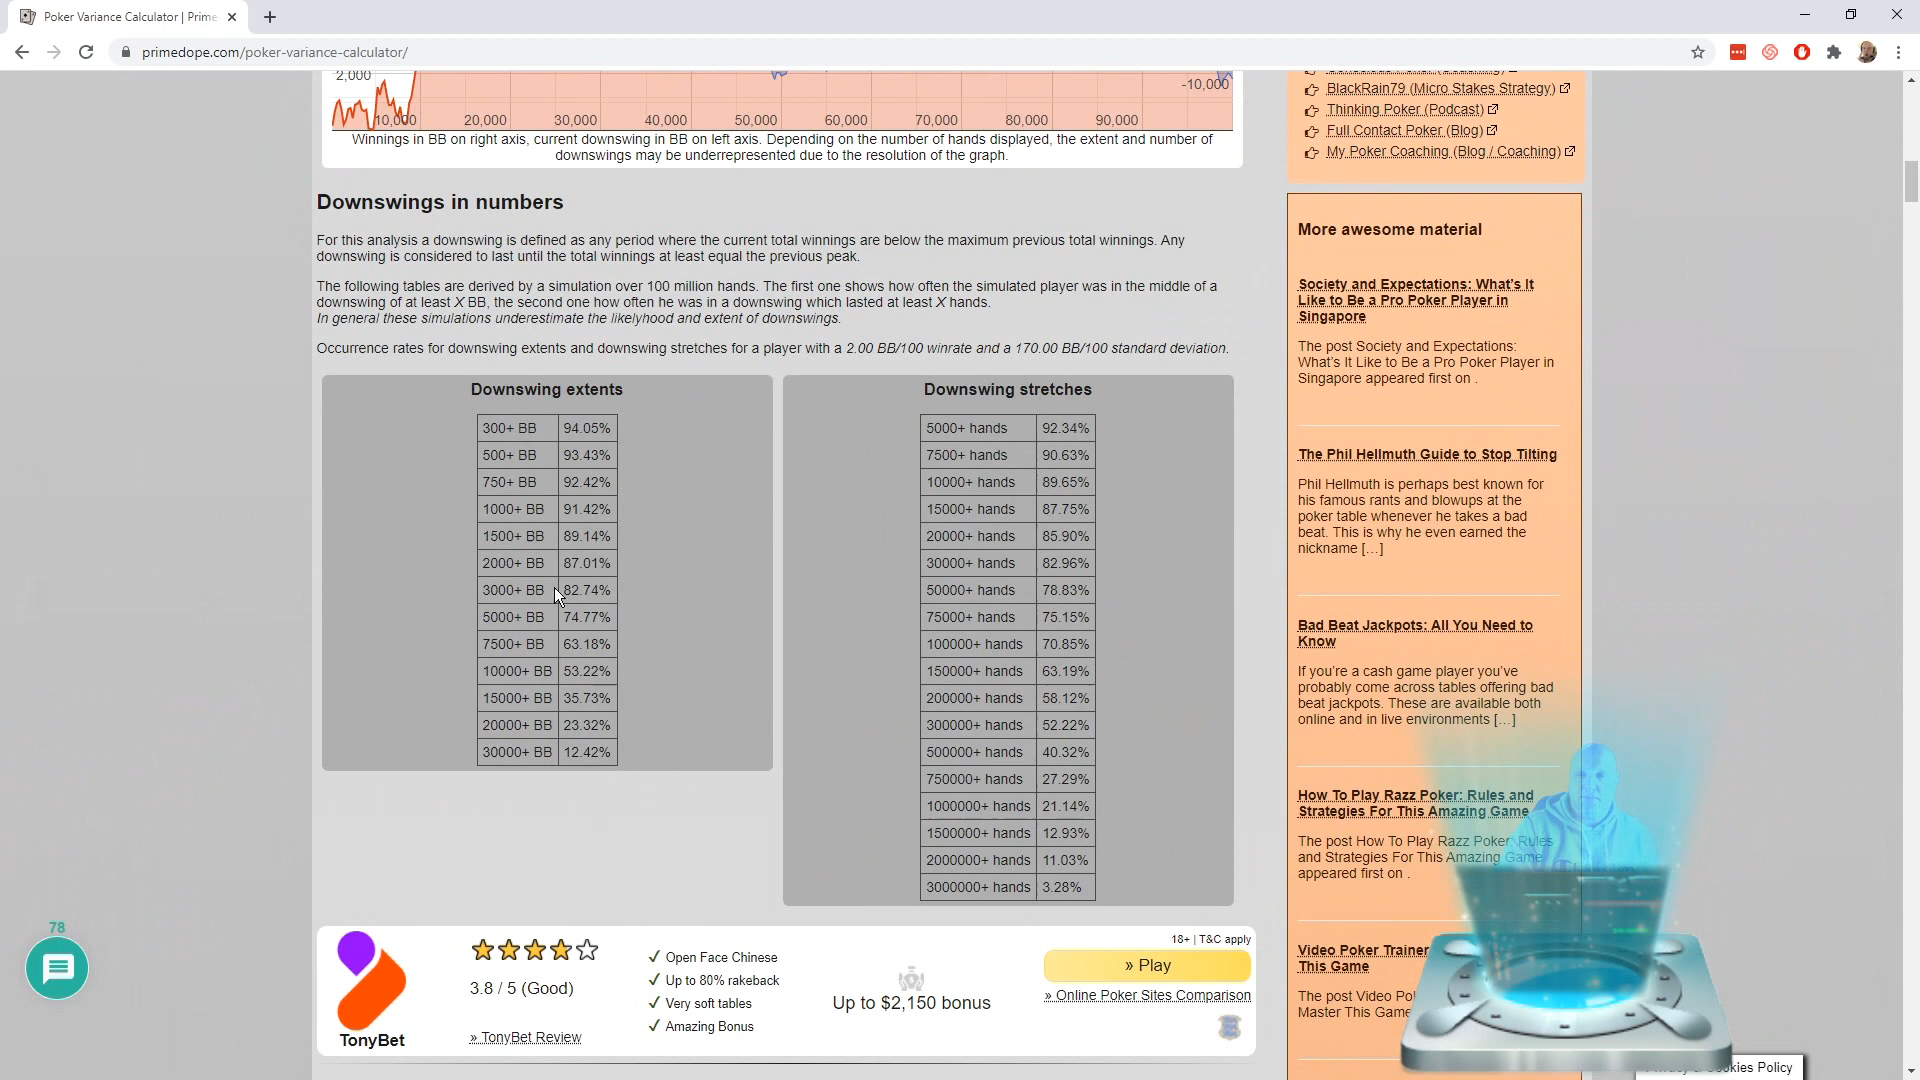 Poker Variance Calculator | Prime
primedope.com/poker-variance-calculator/
-2,000
-10,000
10,000 20,000 30,000 40,000 50,000 60,000 70,000 80,000 90,000
Winnings in BB on right axis, current downswing in BB on left axis. Depending on the number of hands displayed, the extent and number of
downswings may be underrepresented due to the resolution of the graph.
Downswings in numbers
For this analysis a downswing is defined as any period where the current total winnings are below the maximum previous total winnings. Any
downswing is considered to last until the total winnings at least equal the previous peak.
The following tables are derived by a simulation over 100 million hands. The first one shows how often the simulated player was in the middle of a
downswing of at least X BB, the second one how often he was in a downswing which lasted at least X hands.
In general these simulations underestimate the likelyhood and extent of downswings.
Occurrence rates for downswing extents and downswing stretches for a player with a 2.00 BB/100 winrate and a 170.00 BB/100 standard deviation.
Downswing extents
300+ BB 94.05%
500+ BB 93.43%
750+ BB 92.42%
1000+ BB 91.42%
1500+ BB 89.14%
2000+ BB 87.01%
3000+ BB 82.74%
5000+ BB 74.77%
7500+ BB 63.18%
10000+ BB 53.22%
15000+ BB 35.73%
20000+ BB 23.32%
30000+ BB 12.42%
Downswing stretches
5000+ hands 92.34%
7500+ hands 90.63%
10000+ hands 89.65%
15000+ hands 87.75%
20000+ hands 85.90%
30000+ hands 82.96%
50000+ hands 78.83%
75000+ hands 75.15%
100000+ hands 70.85%
150000+ hands 63.19%
200000+ hands 58.12%
300000+ hands 52.22%
500000+ hands 40.32%
750000+ hands 27.29%
1000000+ hands 21.14%
1500000+ hands 12.93%
2000000+ hands 11.03%
3000000+ hands 3.28%
TonyBet
3.8 / 5 (Good)
» TonyBet Review
✓ Open Face Chinese
✓ Up to 80% rakeback
✓ Very soft tables
✓ Amazing Bonus
Up to $2,150 bonus
18+ | T&C apply
» Play
» Online Poker Sites Comparison
78
BlackRain79 (Micro Stakes Strategy)
Thinking Poker (Podcast)
Full Contact Poker (Blog)
My Poker Coaching (Blog / Coaching)
More awesome material
Society and Expectations: What's It
Like to Be a Pro Poker Player in
Singapore
The post Society and Expectations:
What's It Like to Be a Pro Poker Player in
Singapore appeared first on .
The Phil Hellmuth Guide to Stop Tilting
Phil Hellmuth is perhaps best known for
his famous rants and blowups at the
poker table whenever he takes a bad
beat. This is why he even earned the
nickname [...]
Bad Beat Jackpots: All You Need to
Know
If you're a cash game player you've
probably come across tables offering bad
beat jackpots. These are available both
online and in live environments [...]
How To Play Razz Poker: Rules and
Strategies For This Amazing Game
The post How To Play Razz Poker: Rules
and Strategies For This Amazing Game
appeared first on .
Video Poker Trainer
This Game
The post Video
Master This Game
Cookies Policy